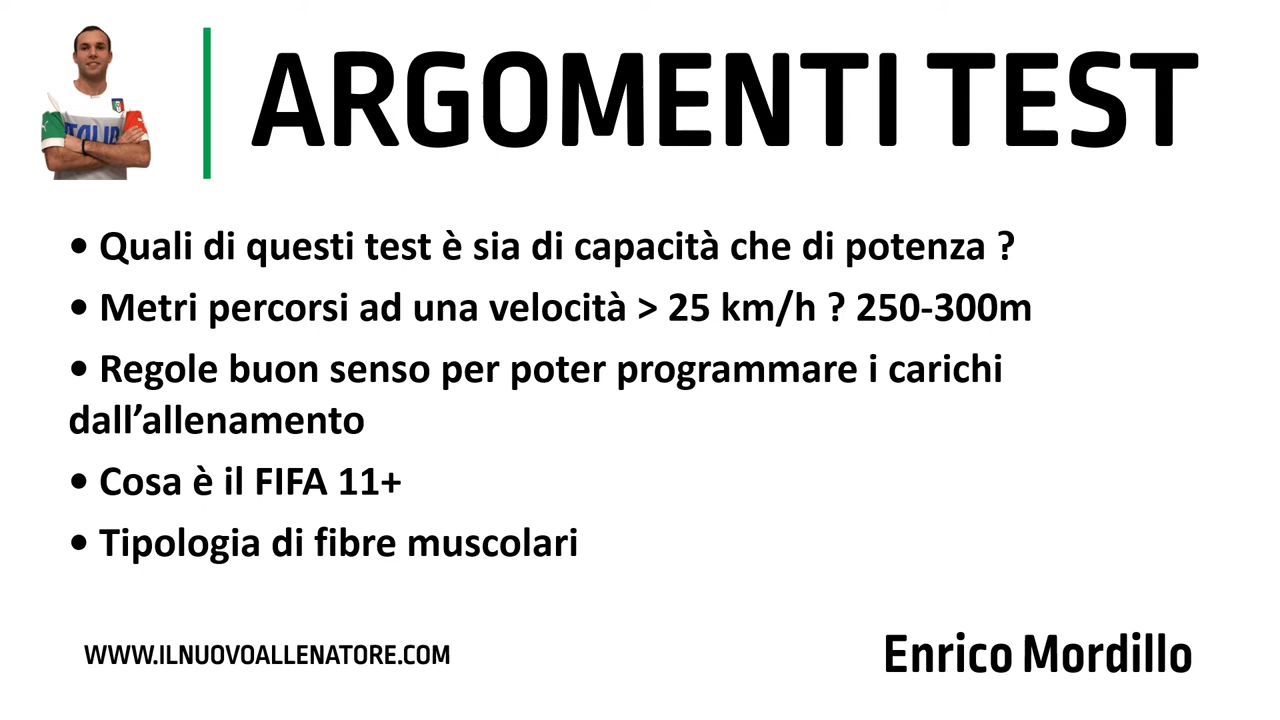 ARGOMENTI TEST
ITALIA
• Quali di questi test è sia di capacità che di potenza ?
• Metri percorsi ad una velocità > 25 km/h ? 250-300m
• Regole buon senso per poter programmare i carichi
dall’allenamento
• Cosa è il FIFA 11+
• Tipologia di fibre muscolari
WWW.ILNUOVOALLENATORE.COM
Enrico Mordillo